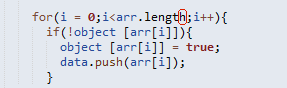 for(i = 0;i<arr.length;i++){
if(!object [arr[i]]){
object [arr[i]] = true;
data.push(arr[i]);
}